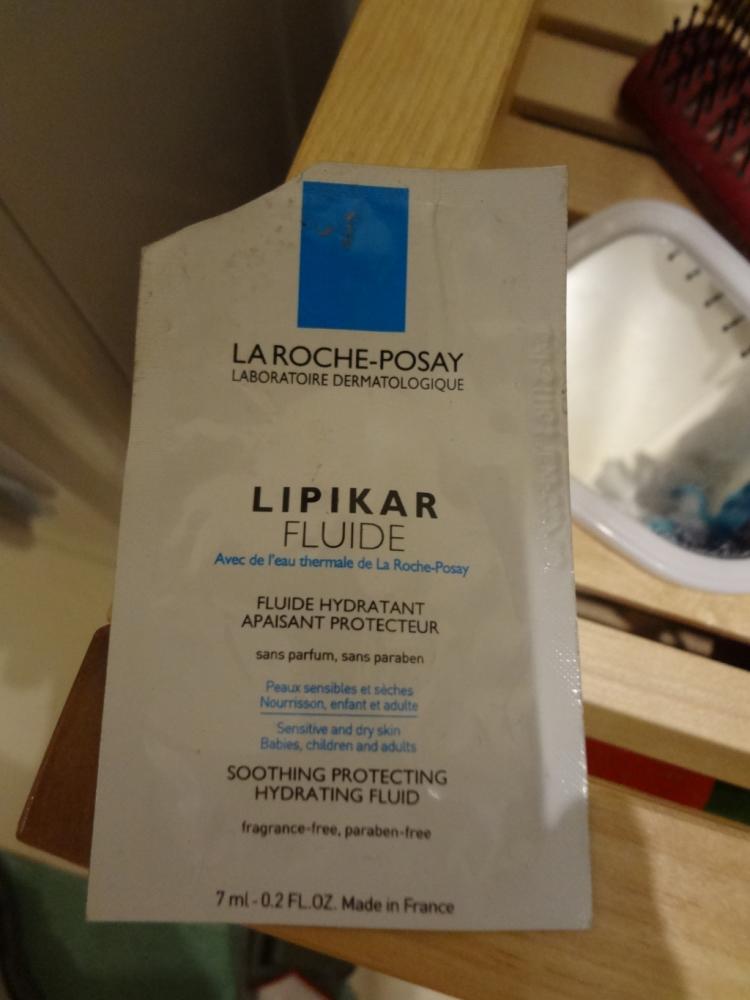 LA ROCHE-POSAY
LABORATOIRE DERMATOLOGIQUE
LIPIKAR
FLUIDE
Avec de l'eau thermale de La Roche-Posay
FLUIDE HYDRATANT
APAISANT PROTECTEUR
sans parfum, sans paraben
Peaux sensibles et sèches
Nourrisson, enfant et adulte
Sensitive and dry skin
Babies, children and adults
SOOTHING PROTECTING
HYDRATING FLUID
fragrance-free, paraben-free
7 ml - 0.2 FL.OZ. Made in France